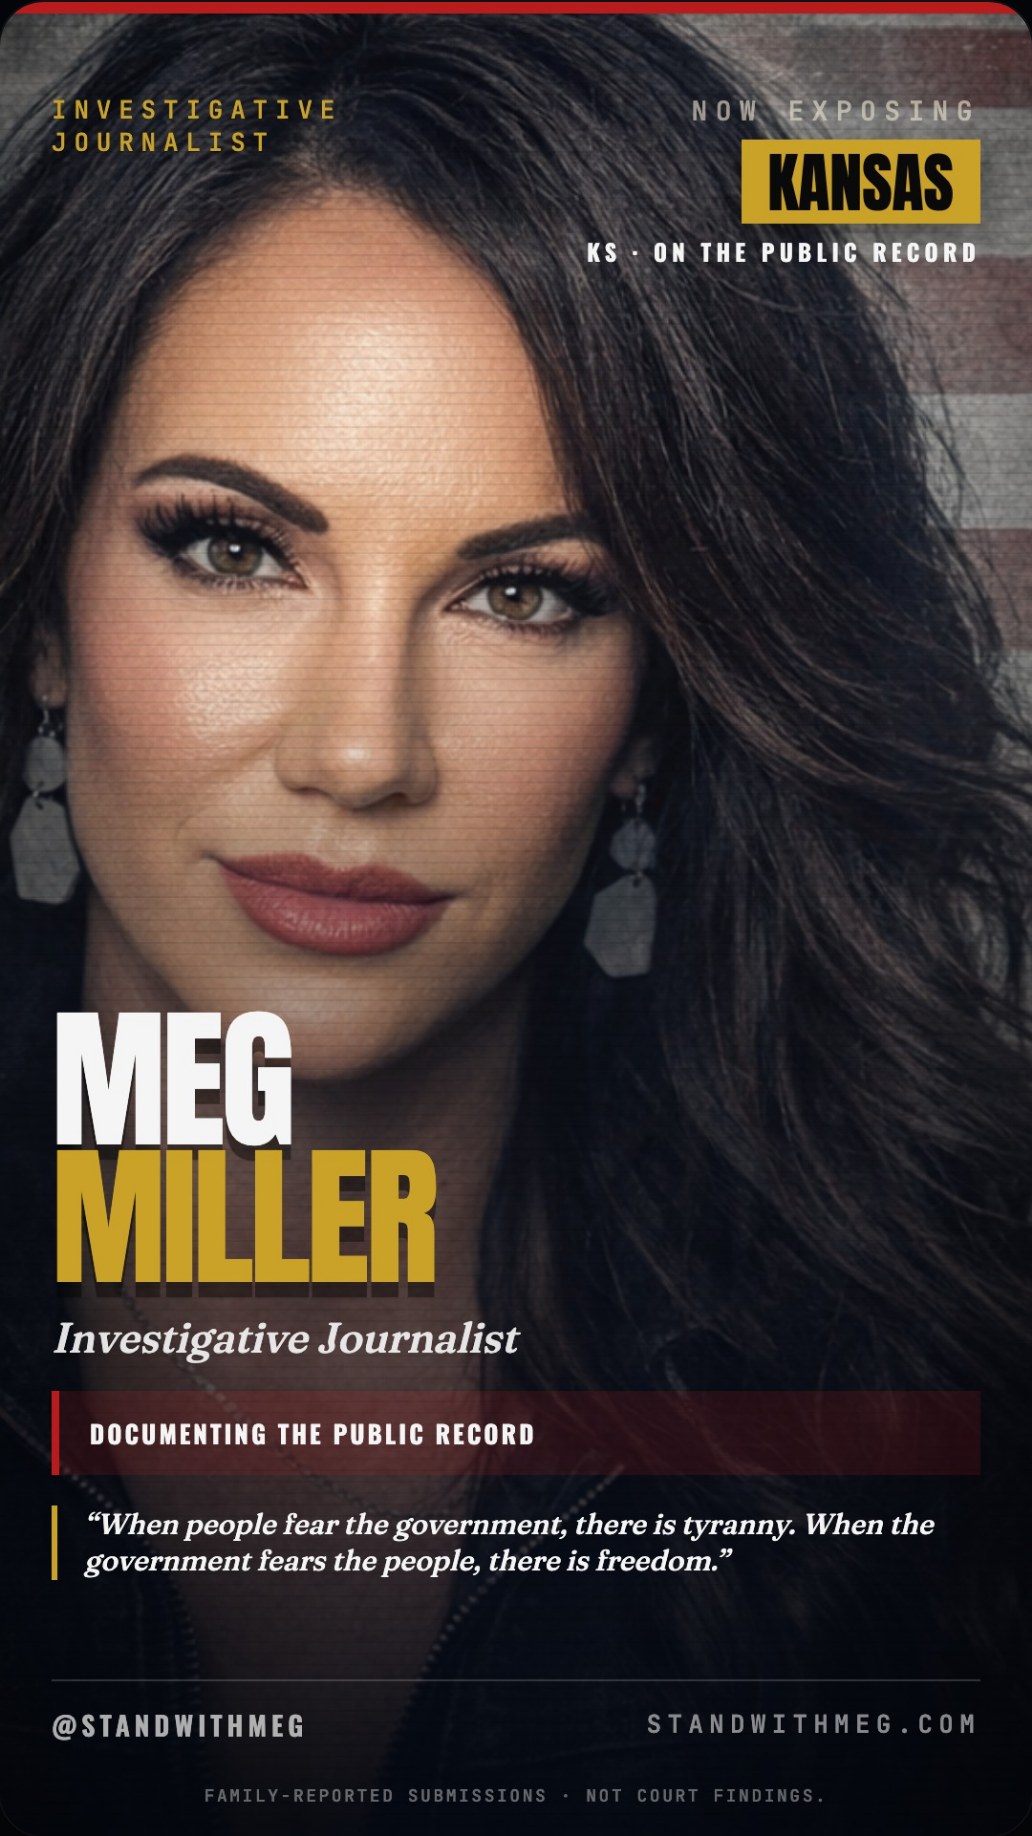 INVESTIGATIVE
JOURNALIST
NOW EXPOSING
KANSAS
KS · ON THE PUBLIC RECORD
MEG
MILLER
Investigative Journalist
DOCUMENTING THE PUBLIC RECORD
“When people fear the government, there is tyranny. When the
government fears the people, there is freedom.”
@STANDWITHMEG
STANDWITHMEG.COM
FAMILY-REPORTED SUBMISSIONS · NOT COURT FINDINGS.